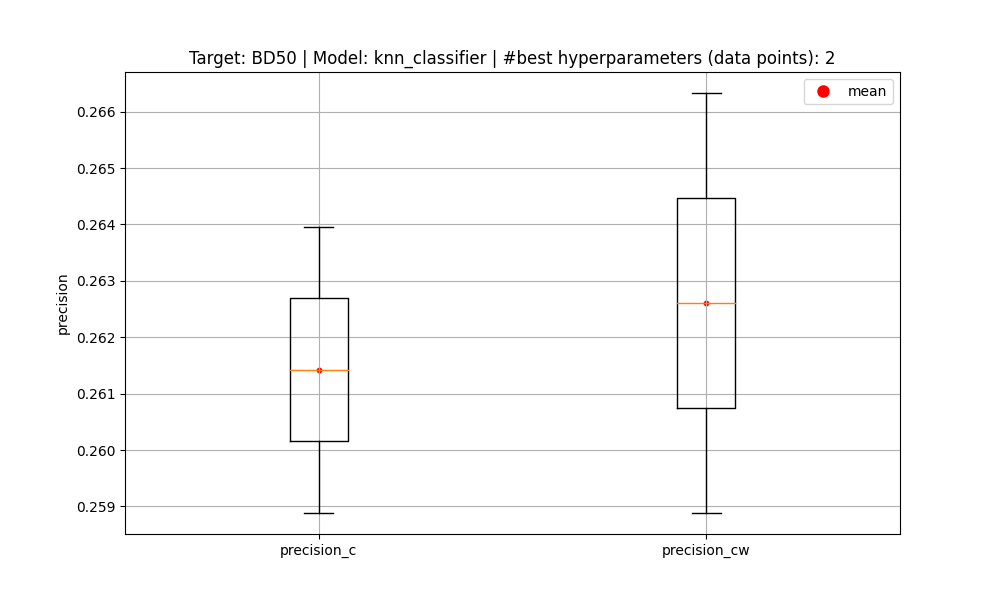 Target: BD50 | Model: knn_classifier | #best hyperparameters (data points): 2
mean
0.266
0.265
0.264
0.263
0.262
0.261
0.260
0.259
precision
precision_c
precision_cw